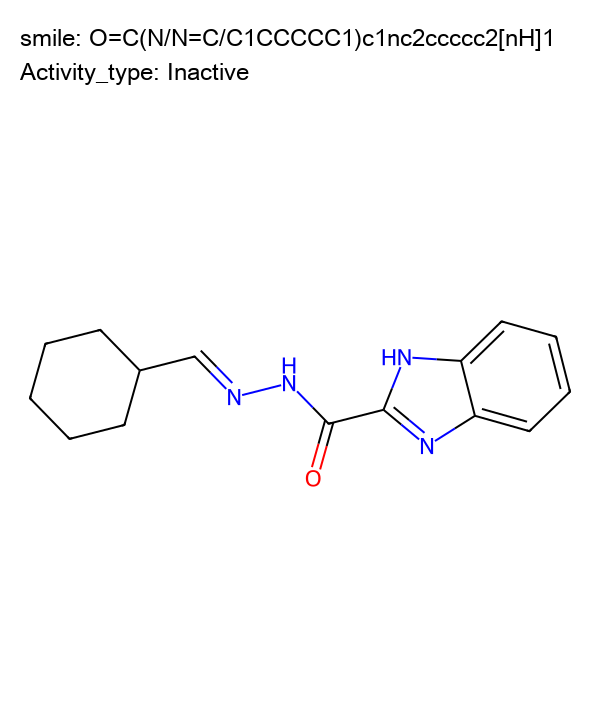 smile: O=C(N/N=C/C1CCCCC1)c1nc2ccccc2[nH]1
Activity_type: Inactive
HN
H
N
N
N
O